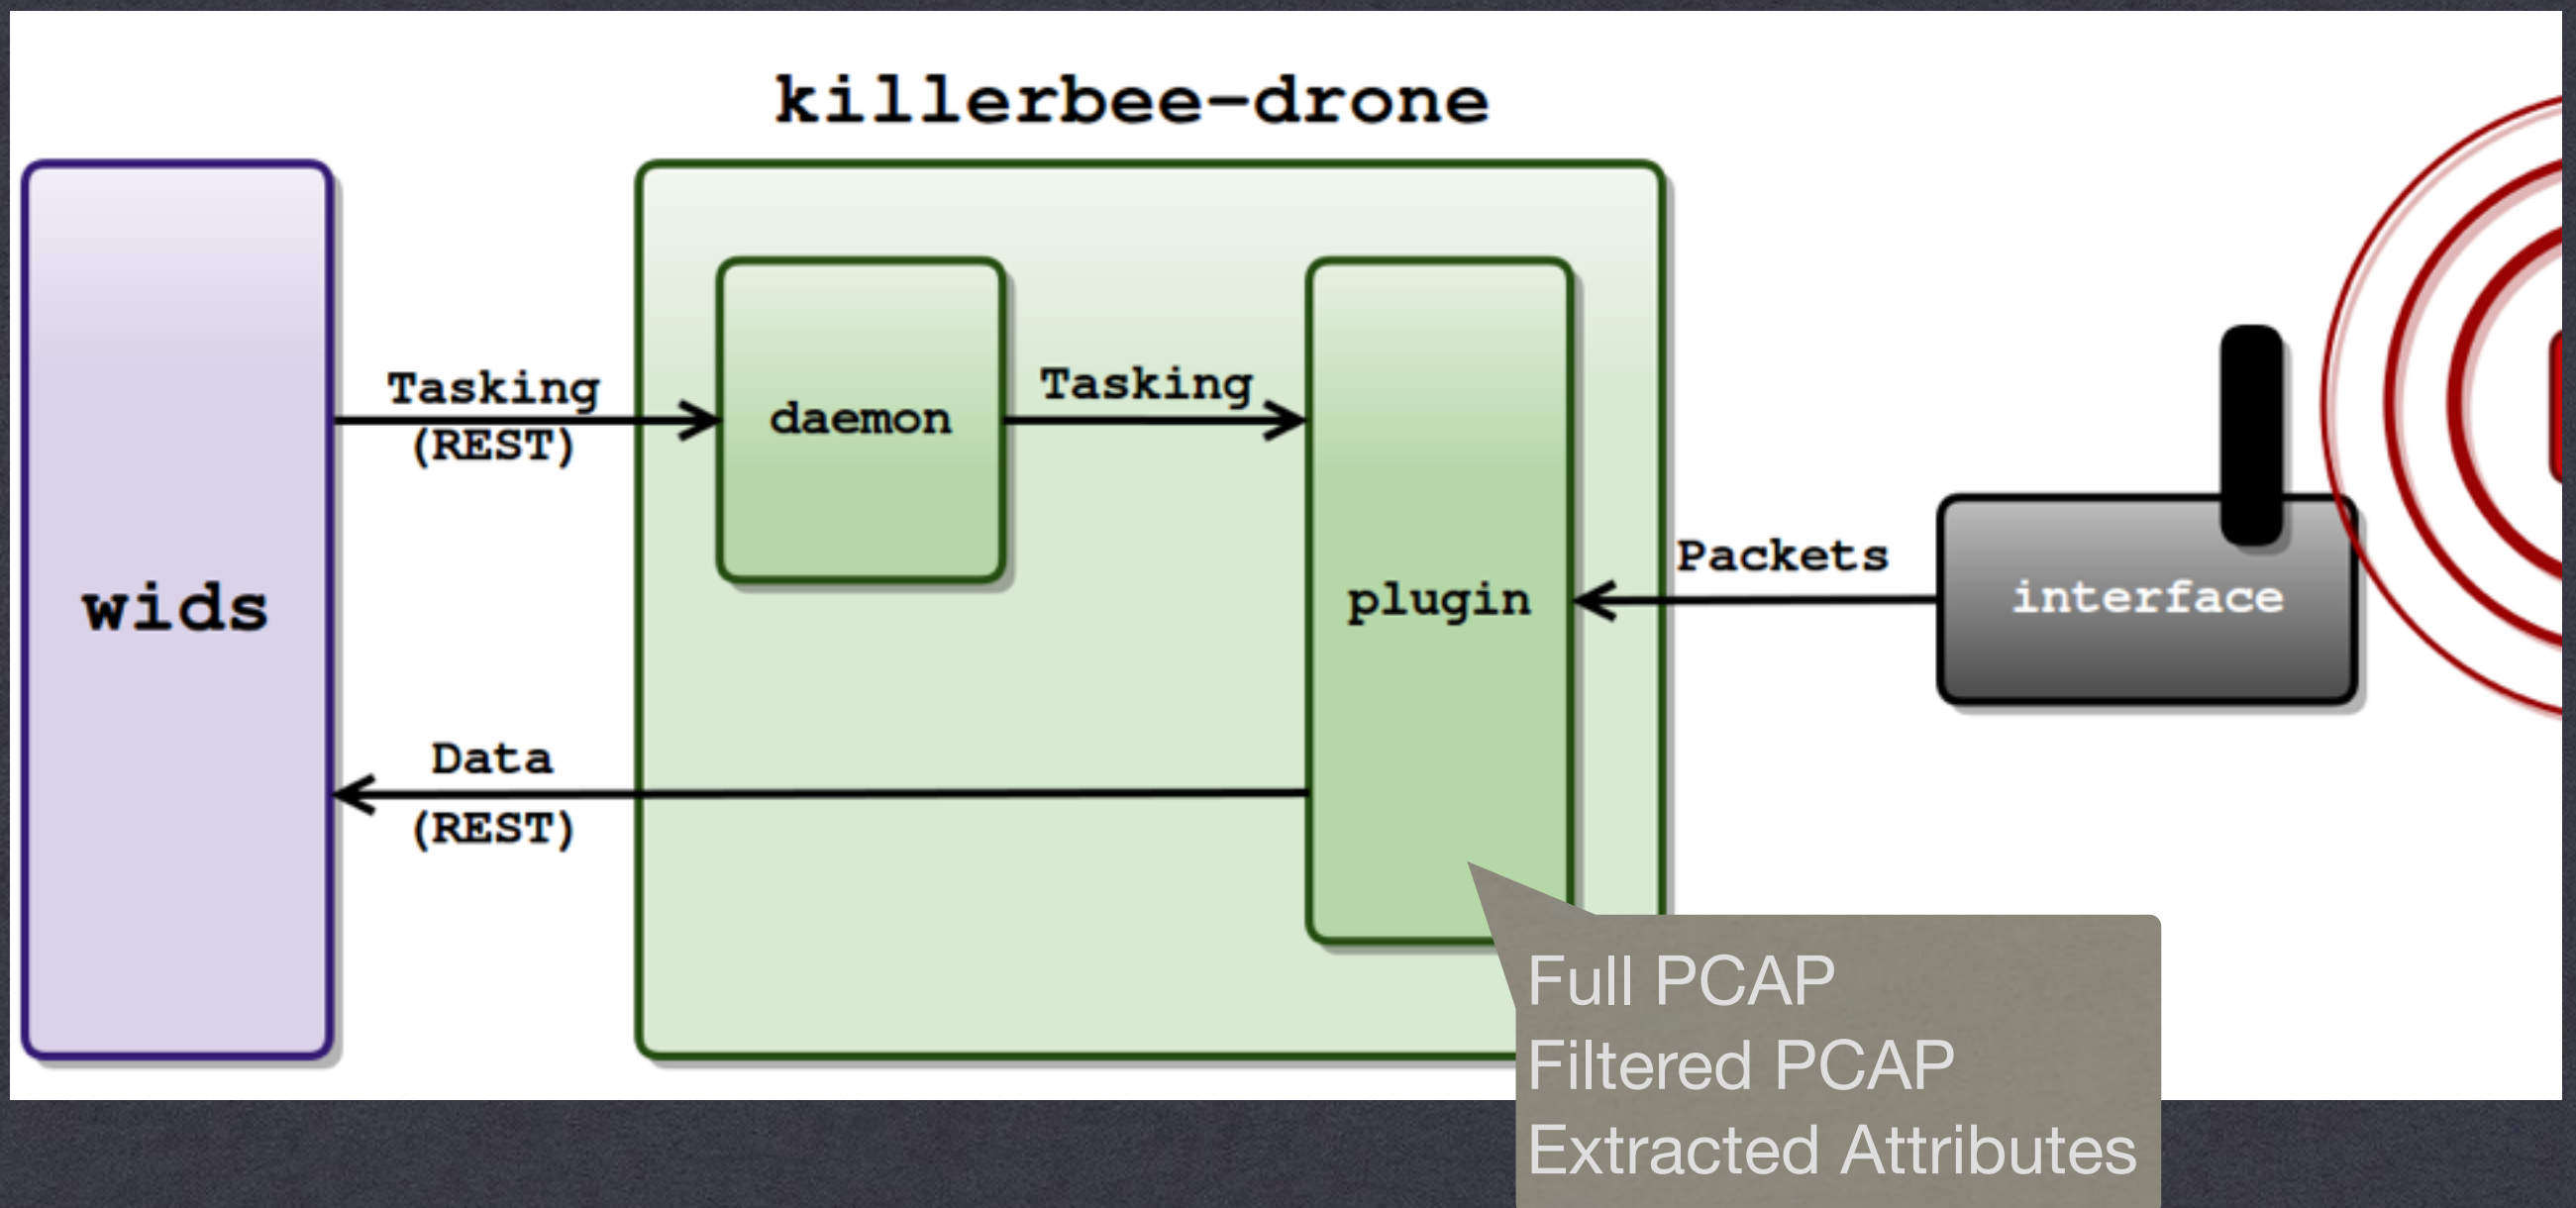 killerbee-drone
wids
Tasking
(REST)
daemon
Tasking
plugin
Packets
interface
Data
(REST)
Full PCAP
Filtered PCAP
Extracted Attributes